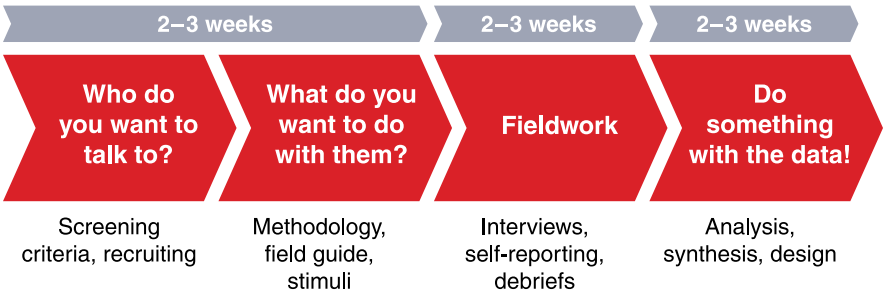 2–3 weeks
2–3 weeks
2–3 weeks
Who do
you want to
talk to?
What do you
want to do
with them?
Fieldwork
Do
something
with the data!
Screening
criteria, recruiting
Methodology,
field guide,
stimuli
Interviews,
self-reporting,
debriefs
Analysis,
synthesis, design